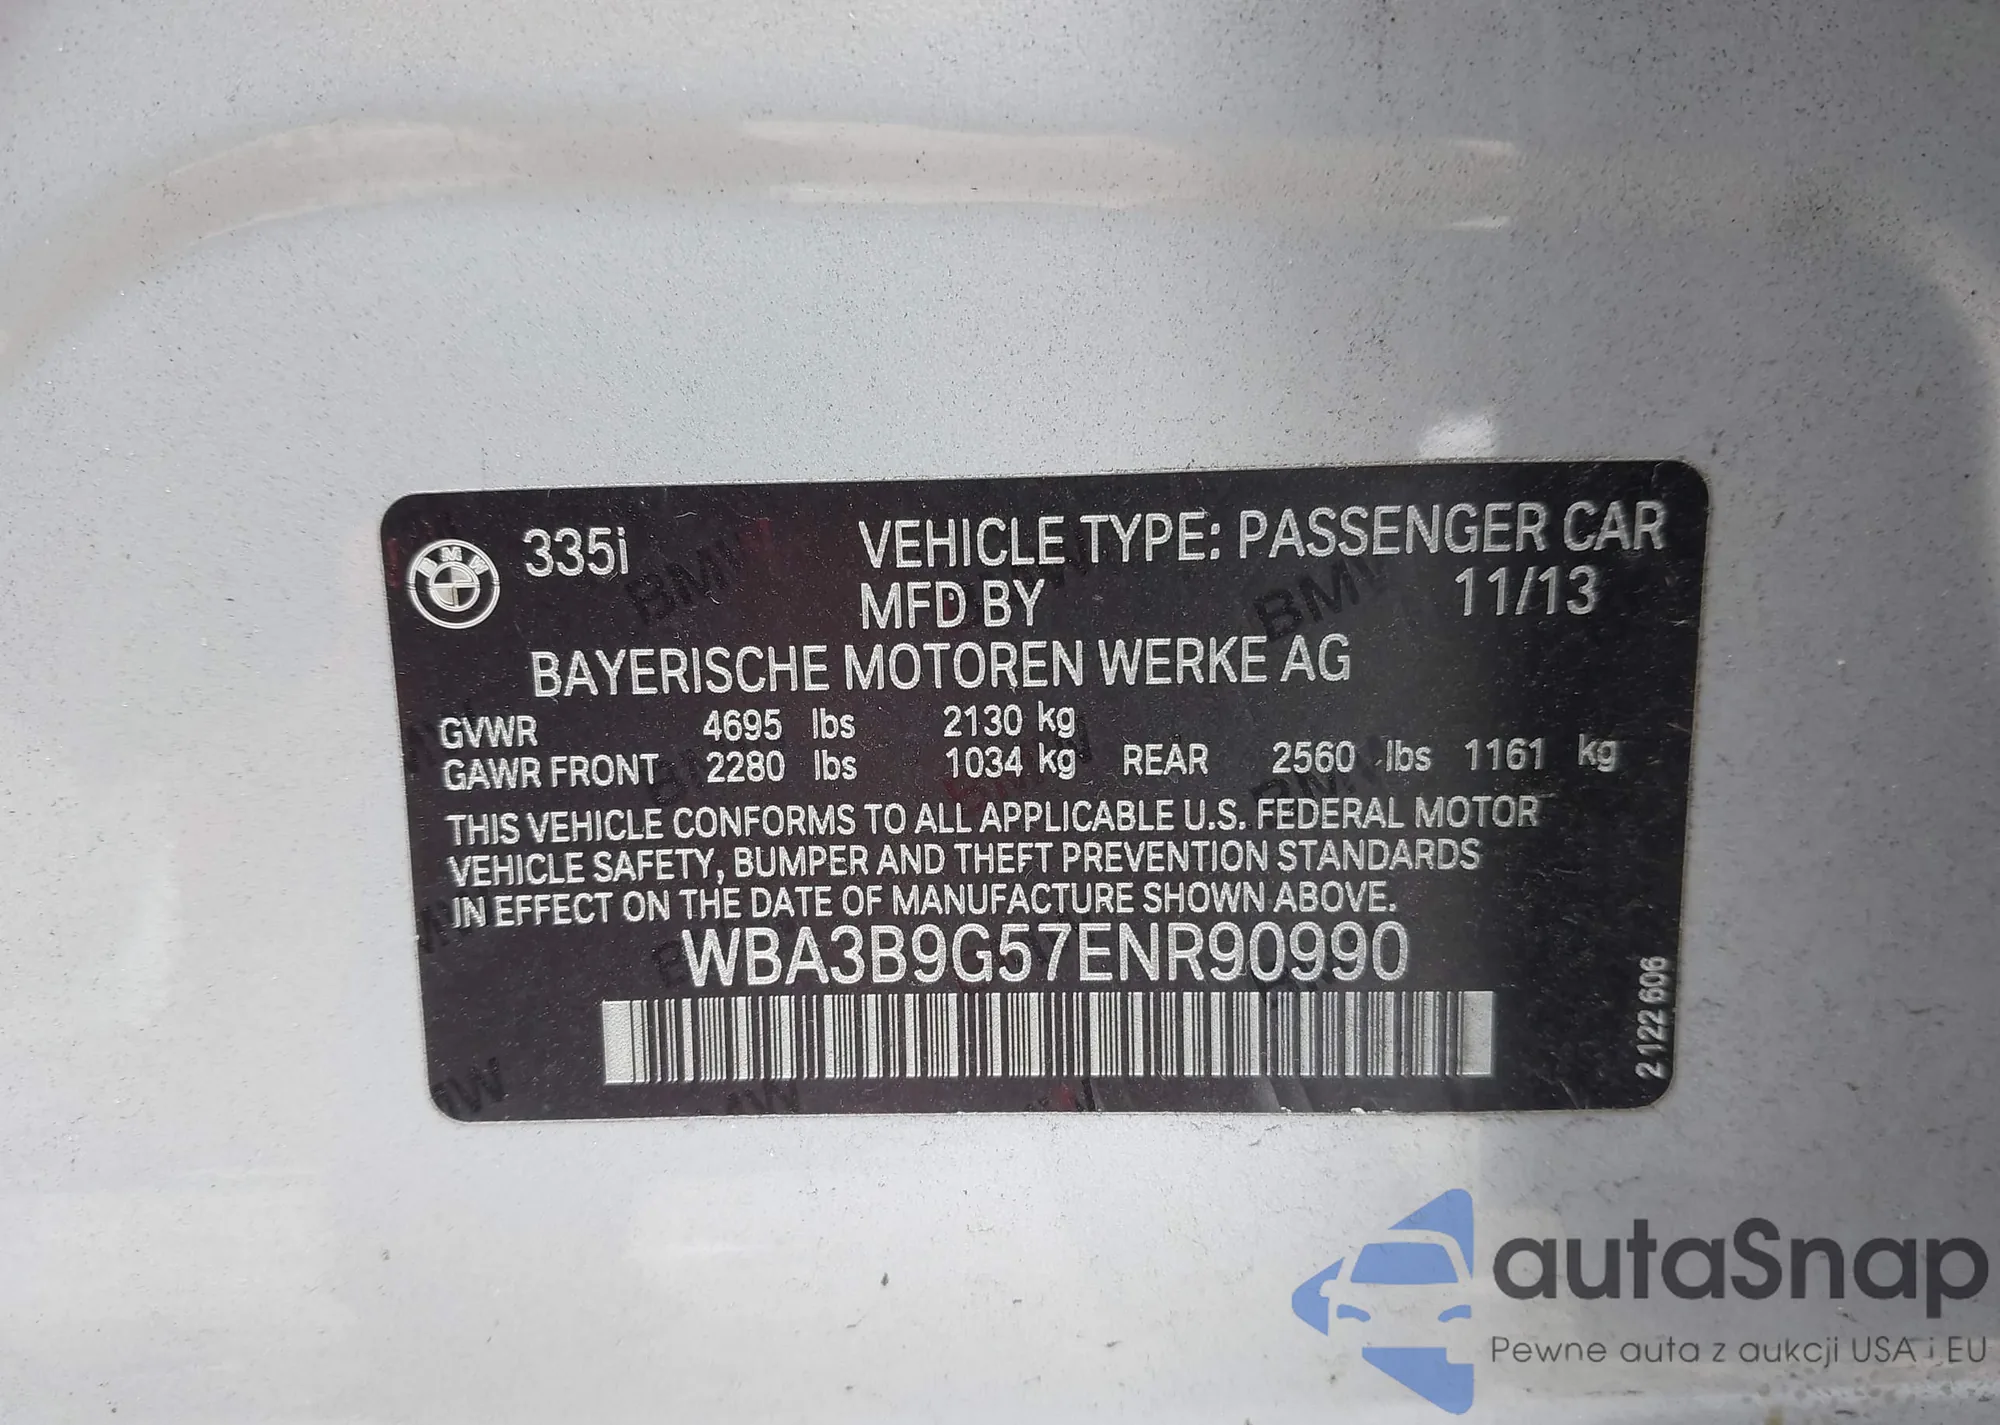 BMW 335i VEHICLE TYPE: PASSENGER CAR
MFD BY 11/13
BAYERISCHE MOTOREN WERKE AG
GVWR 4695 lbs 2130 kg
GAWR FRONT 2280 lbs 1034 kg REAR 2560 lbs 1161 kg
THIS VEHICLE CONFORMS TO ALL APPLICABLE U.S. FEDERAL MOTOR
VEHICLE SAFETY, BUMPER AND THEFT PREVENTION STANDARDS
IN EFFECT ON THE DATE OF MANUFACTURE SHOWN ABOVE.
WBA3B9G57ENR90990
2122606
autaSnap
Pewne auta z aukcji USA i EU